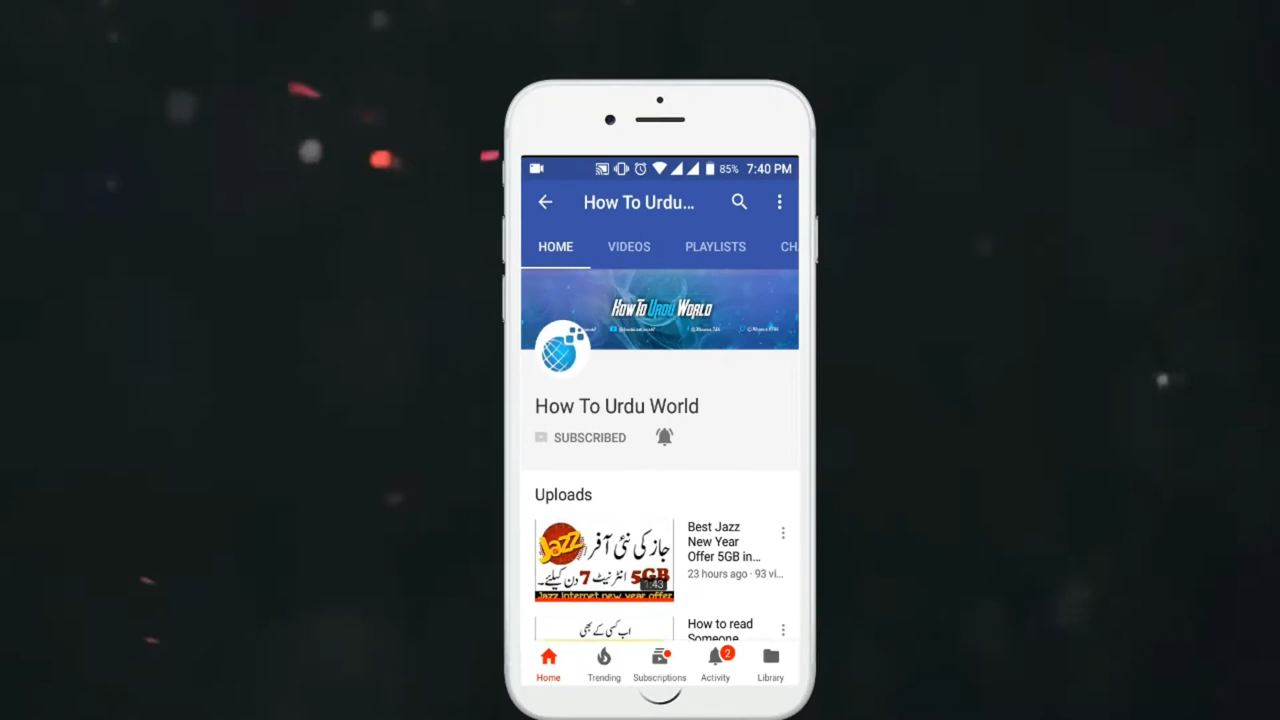 85% 7:40 PM
How To Urdu...
HOME VIDEOS PLAYLISTS CH
HOW TO URDU WORLD
How To Urdu World
SUBSCRIBED
Uploads
Jazz جاز کی نئی آفر
5GB انٹرنیٹ 7 دن کیلئے۔
1:43
Jazz internet new year offer
Best Jazz
New Year
Offer 5GB in...
23 hours ago · 93 vi...
اب کسی کے بھی
How to read
Someone
2
Home Trending Subscriptions Activity Library